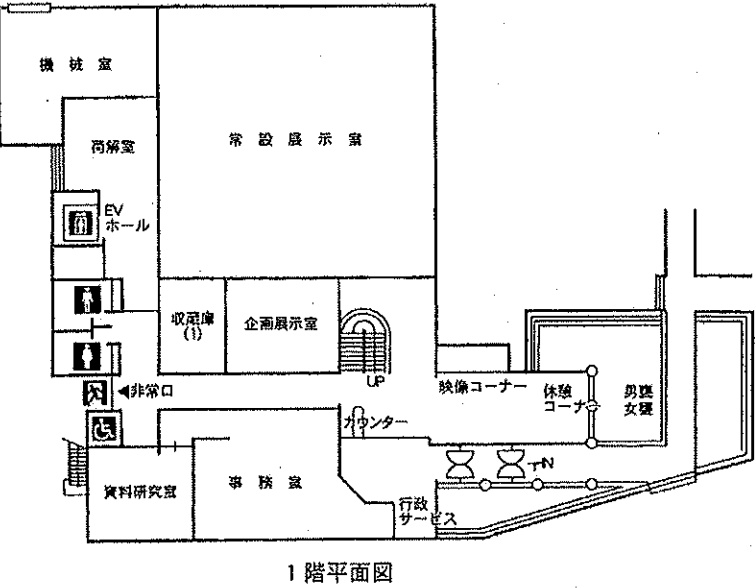 機械室
荷解室
常設展示室
EV
ホール
収蔵庫
(1)
企画展示室
UP
非常口
映像コーナー
休憩
コーナー
男甕
女甕
カウンター
IN
資料研究室
事務室
行政
サービス
1階平面図